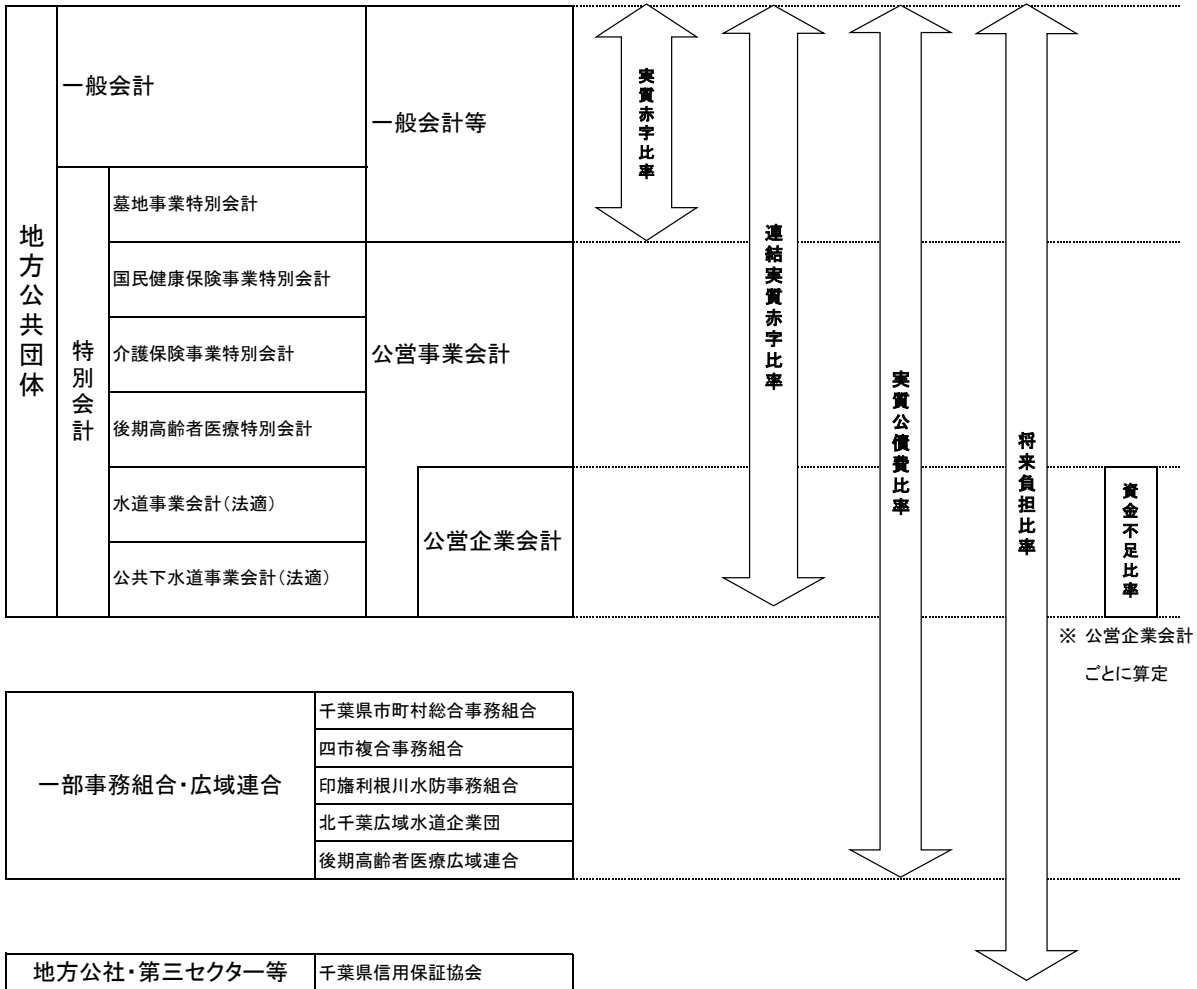 地方公共団体
一般会計
特別会計
墓地事業特別会計
国民健康保険事業特別会計
介護保険事業特別会計
後期高齢者医療特別会計
水道事業会計(法適)
公共下水道事業会計(法適)
一般会計等
公営事業会計
公営企業会計
実質赤字比率
連結実質赤字比率
実質公債費比率
将来負担比率
資金不足比率
※ 公営企業会計
ごとに算定
一部事務組合・広域連合
千葉県市町村総合事務組合
四市複合事務組合
印旛利根川水防事務組合
北千葉広域水道企業団
後期高齢者医療広域連合
地方公社・第三セクター等
千葉県信用保証協会